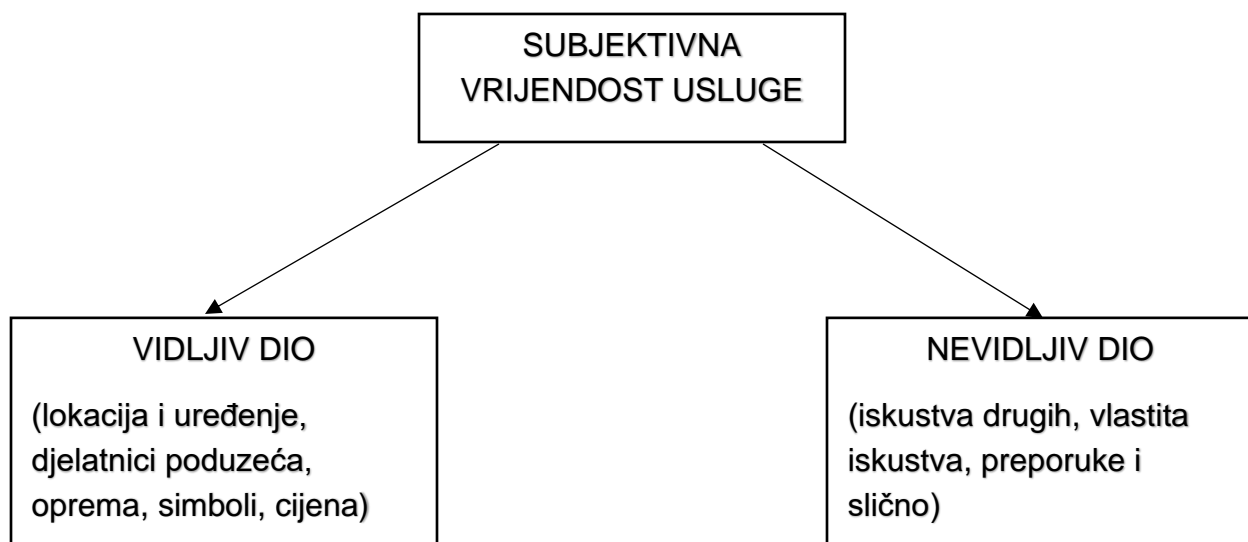 SUBJEKTIVNA
VRIJENDOST USLUGE
VIDLJIV DIO
(lokacija i uređenje,
djelatnici poduzeća,
oprema, simboli, cijena)
NEVIDLJIV DIO
(iskustva drugih, vlastita
iskustva, preporuke i
slično)